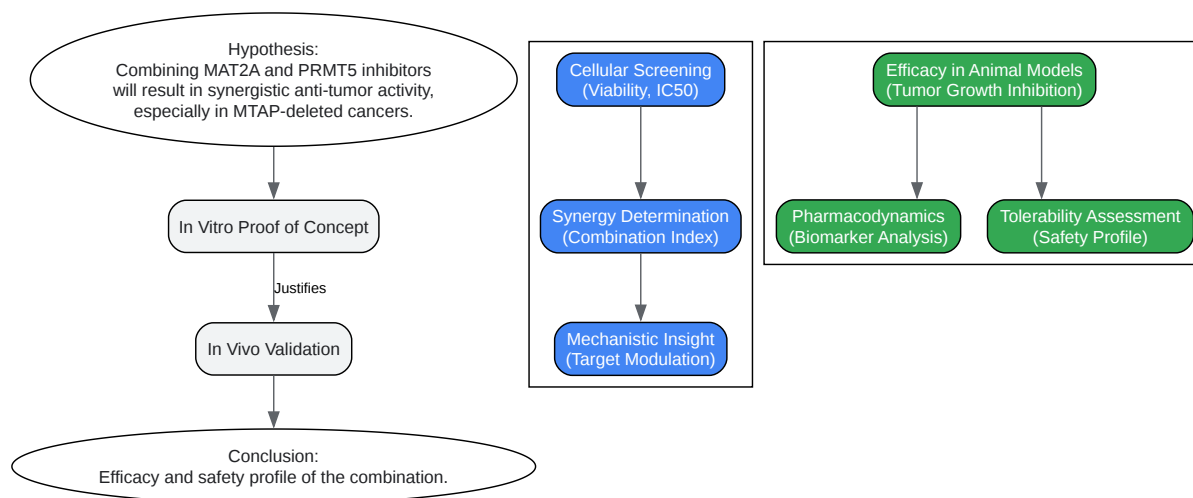 Hypothesis:
Combining MAT2A and PRMT5 inhibitors
will result in synergistic anti-tumor activity,
especially in MTAP-deleted cancers.
In Vitro Proof of Concept
Justifies
In Vivo Validation
Conclusion:
Efficacy and safety profile of the combination.
Cellular Screening
(Viability, IC50)
Synergy Determination
(Combination Index)
Mechanistic Insight
(Target Modulation)
Efficacy in Animal Models
(Tumor Growth Inhibition)
Pharmacodynamics
(Biomarker Analysis)
Tolerability Assessment
(Safety Profile)